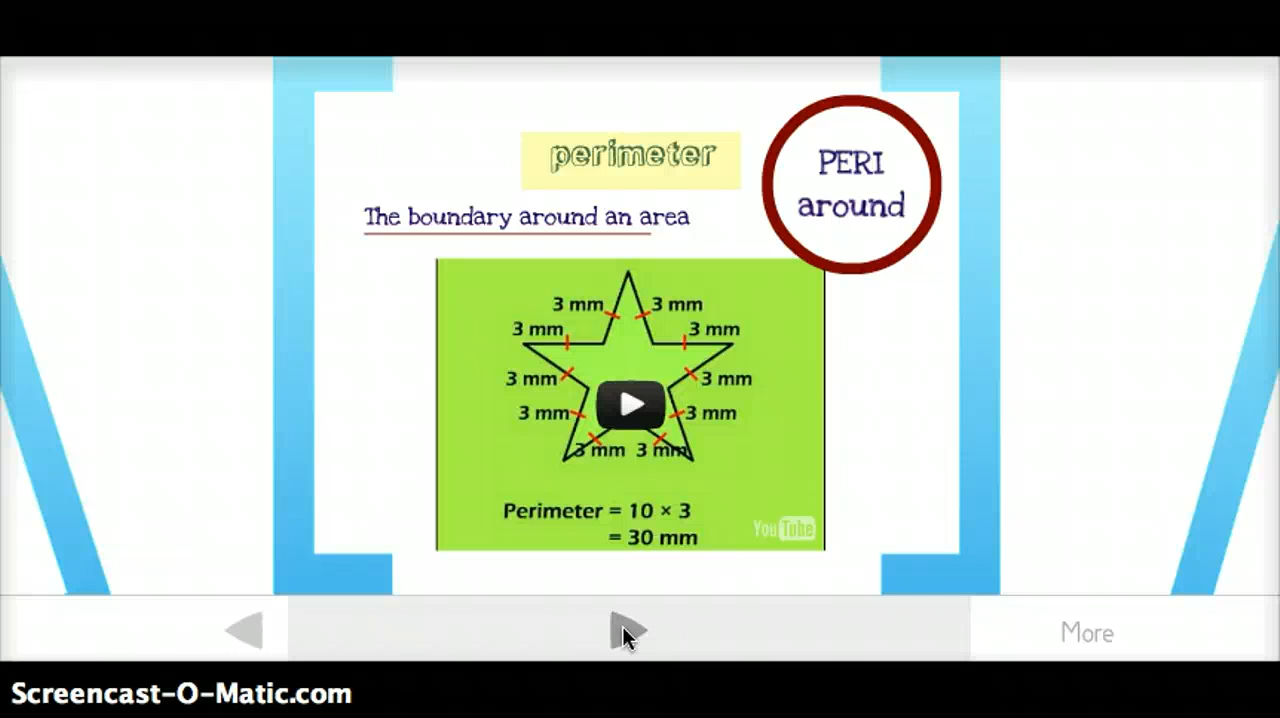 perimeter
PERI
around
The boundary around an area
3 mm 3 mm
3 mm 3 mm
3 mm 3 mm
3 mm 3 mm
3 mm 3 mm
Perimeter = 10 × 3
= 30 mm
YouTube
More
Screencast-O-Matic.com